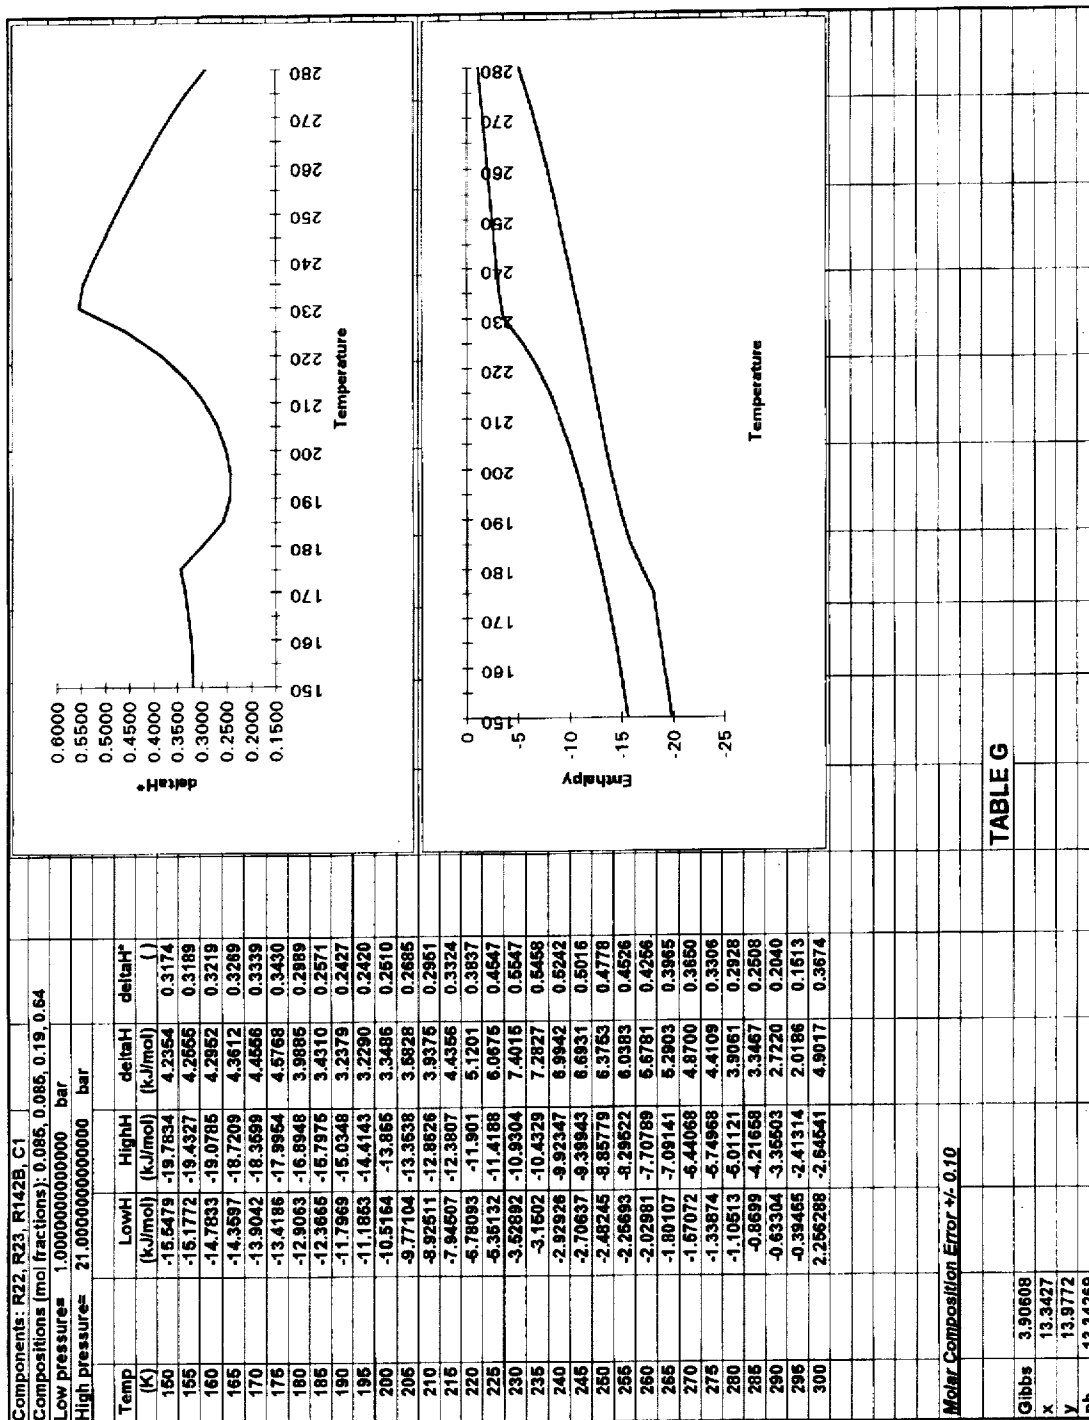 Components: R22, R23, R142B, C1
Compositions (mol fractions): 0.085, 0.085, 0.19, 0.64
Low pressure= 1.00000000000 bar
High pressure= 21.00000000000 bar
Temp LowH HighH deltaH deltaH*
(K) (kJ/mol) (kJ/mol) (kJ/mol) ( )
150 -15.5479 -19.7834 4.2354 0.3174
155 -15.1772 -19.4327 4.2555 0.3189
160 -14.7833 -19.0785 4.2952 0.3219
165 -14.3597 -18.7209 4.3612 0.3269
170 -13.9042 -18.3599 4.4556 0.3339
175 -13.4186 -17.9954 4.5768 0.3430
180 -12.9063 -16.8948 3.9885 0.2989
185 -12.3665 -15.7975 3.4310 0.2571
190 -11.7969 -15.0348 3.2379 0.2427
195 -11.1853 -14.4143 3.2290 0.2420
200 -10.5164 -13.865 3.3486 0.2510
205 -9.77104 -13.3538 3.5828 0.2685
210 -8.92511 -12.8626 3.9375 0.2951
215 -7.94507 -12.3807 4.4356 0.3324
220 -6.78093 -11.901 5.1201 0.3837
225 -5.35132 -11.4188 6.0675 0.4547
230 -3.52892 -10.9304 7.4015 0.5547
235 -3.1502 -10.4329 7.2827 0.5458
240 -2.92926 -9.92347 6.9942 0.5242
245 -2.70637 -9.39943 6.6931 0.5016
250 -2.48245 -8.85779 6.3753 0.4778
255 -2.25693 -8.29522 6.0383 0.4526
260 -2.02981 -7.70789 5.6781 0.4256
265 -1.80107 -7.09141 5.2903 0.3965
270 -1.57072 -6.44068 4.8700 0.3650
275 -1.33874 -5.74968 4.4109 0.3306
280 -1.10513 -5.01121 3.9061 0.2928
285 -0.8699 -4.21658 3.3467 0.2508
290 -0.63304 -3.35503 2.7220 0.2040
295 -0.39455 -2.41314 2.0186 0.1513
300 2.256288 -2.64541 4.9017 0.3674
Molar Composition Error +/- 0.10
Gibbs 3.90608
x 13.3427
y 13.9772
0.6000
0.5500
0.5000
0.4500
0.4000
0.3500
0.3000
0.2500
0.2000
0.1500
deltaH*
150 160 170 180 190 200 210 220 230 240 250 260 270 280
Temperature
0
-5
-10
-15
-20
-25
Enthalpy
150 160 170 180 190 200 210 220 230 240 250 260 270 280
Temperature
TABLE G